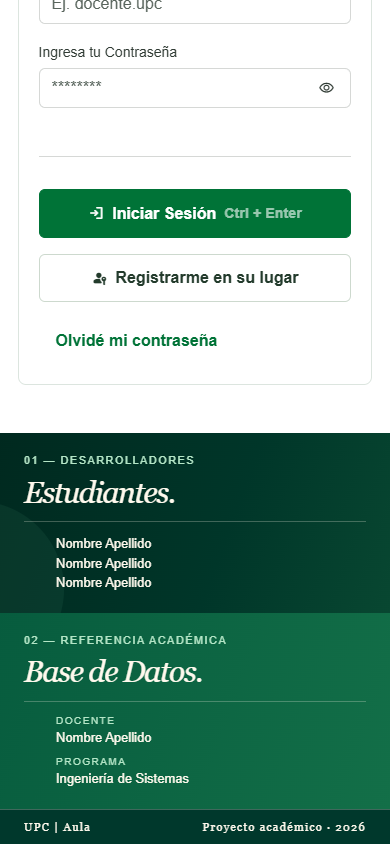 Ej. docente.upc
Ingresa tu Contraseña
********
Iniciar Sesión Ctrl + Enter
Registrarme en su lugar
Olvidé mi contraseña
01 — DESARROLLADORES
Estudiantes.
Nombre Apellido
Nombre Apellido
Nombre Apellido
02 — REFERENCIA ACADÉMICA
Base de Datos.
DOCENTE
Nombre Apellido
PROGRAMA
Ingeniería de Sistemas
UPC | Aula Proyecto académico · 2026